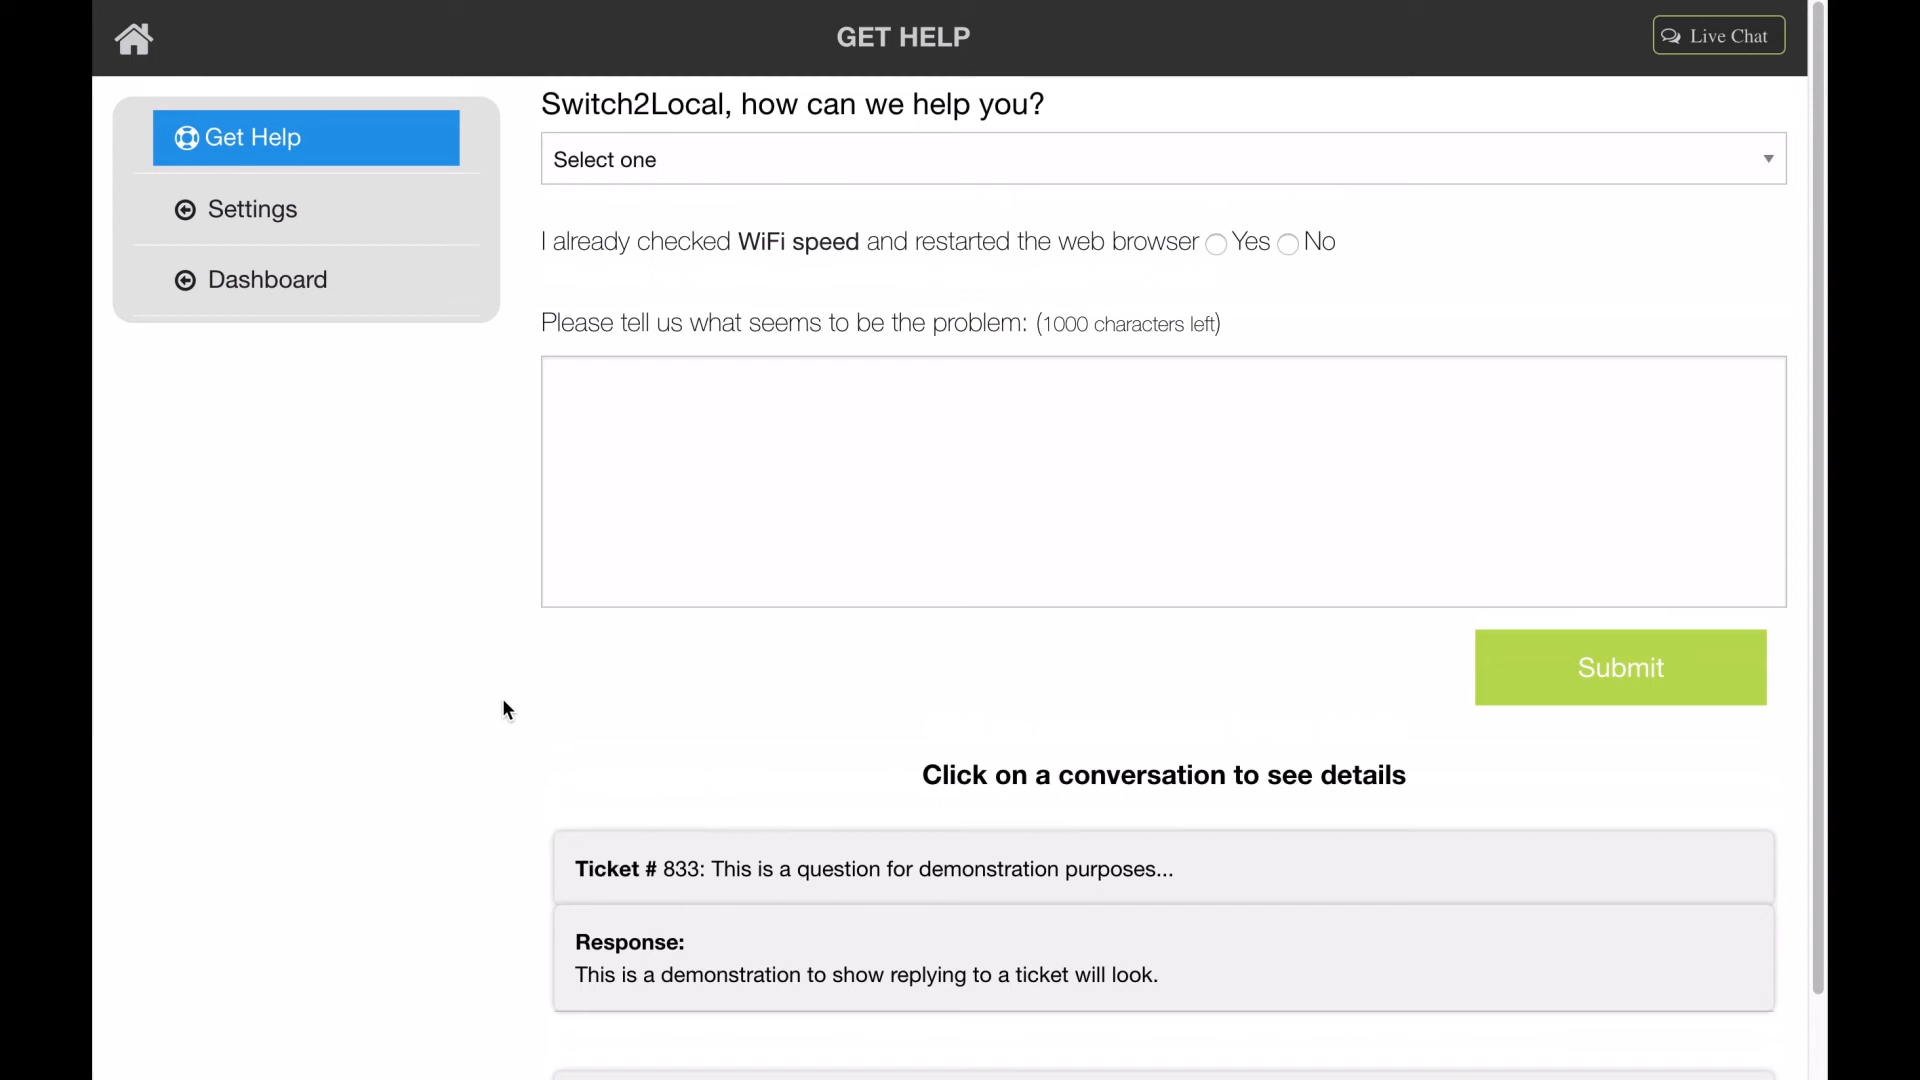 GET HELP
Live Chat
Get Help
Settings
Dashboard
Switch2Local, how can we help you?
Select one
I already checked WiFi speed and restarted the web browser Yes No
Please tell us what seems to be the problem: (1000 characters left)
Submit
Click on a conversation to see details
Ticket # 833: This is a question for demonstration purposes...
Response:
This is a demonstration to show replying to a ticket will look.